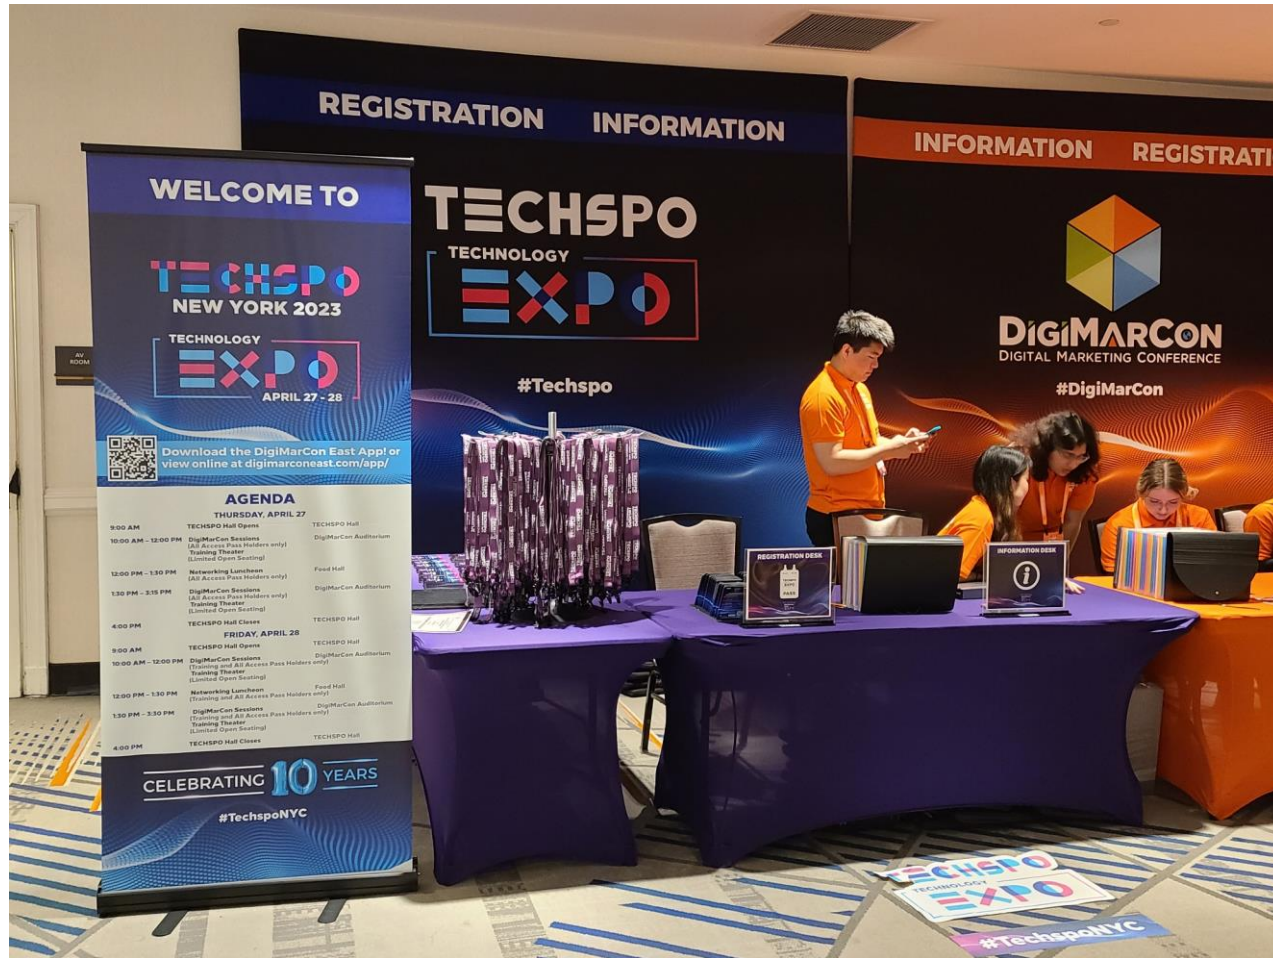 REGISTRATION INFORMATION
TECHSPO
TECHNOLOGY
EXPO
#Techspo
INFORMATION REGISTRATI
DIGIMARCON
DIGITAL MARKETING CONFERENCE
#DigiMarCon
WELCOME TO
TECHSPO
NEW YORK 2023
TECHNOLOGY
EXPO
APRIL 27 - 28
Download the DigiMarCon East App! or
view online at digimarconeast.com/app/
AGENDA
THURSDAY, APRIL 27
9:00 AM TECHSPO Hall Opens TECHSPO Hall
10:00 AM - 12:00 PM DigiMarCon Sessions DigiMarCon Auditorium
(All Access Pass Holders only)
Training Theater
(Limited Open Seating)
12:00 PM - 1:30 PM Networking Luncheon Food Hall
(All Access Pass Holders only)
1:30 PM - 3:15 PM DigiMarCon Sessions DigiMarCon Auditorium
(All Access Pass Holders only)
Training Theater
(Limited Open Seating)
4:00 PM TECHSPO Hall Closes TECHSPO Hall
FRIDAY, APRIL 28
9:00 AM TECHSPO Hall Opens TECHSPO Hall
10:00 AM - 12:00 PM DigiMarCon Sessions DigiMarCon Auditorium
(Training and All Access Pass Holders only)
Training Theater
(Limited Open Seating)
12:00 PM - 1:30 PM Networking Luncheon Food Hall
(Training and All Access Pass Holders only)
1:30 PM - 3:30 PM DigiMarCon Sessions DigiMarCon Auditorium
(Training and All Access Pass Holders only)
Training Theater
(Limited Open Seating)
4:00 PM TECHSPO Hall Closes TECHSPO Hall
CELEBRATING 10 YEARS
#TechspoNYC
AV
ROOM
REGISTRATION DESK
TECHSPO
EXPO
PASS
INFORMATION DESK
i
TECHSPO
TECHNOLOGY
EXPO
#TechspoNYC